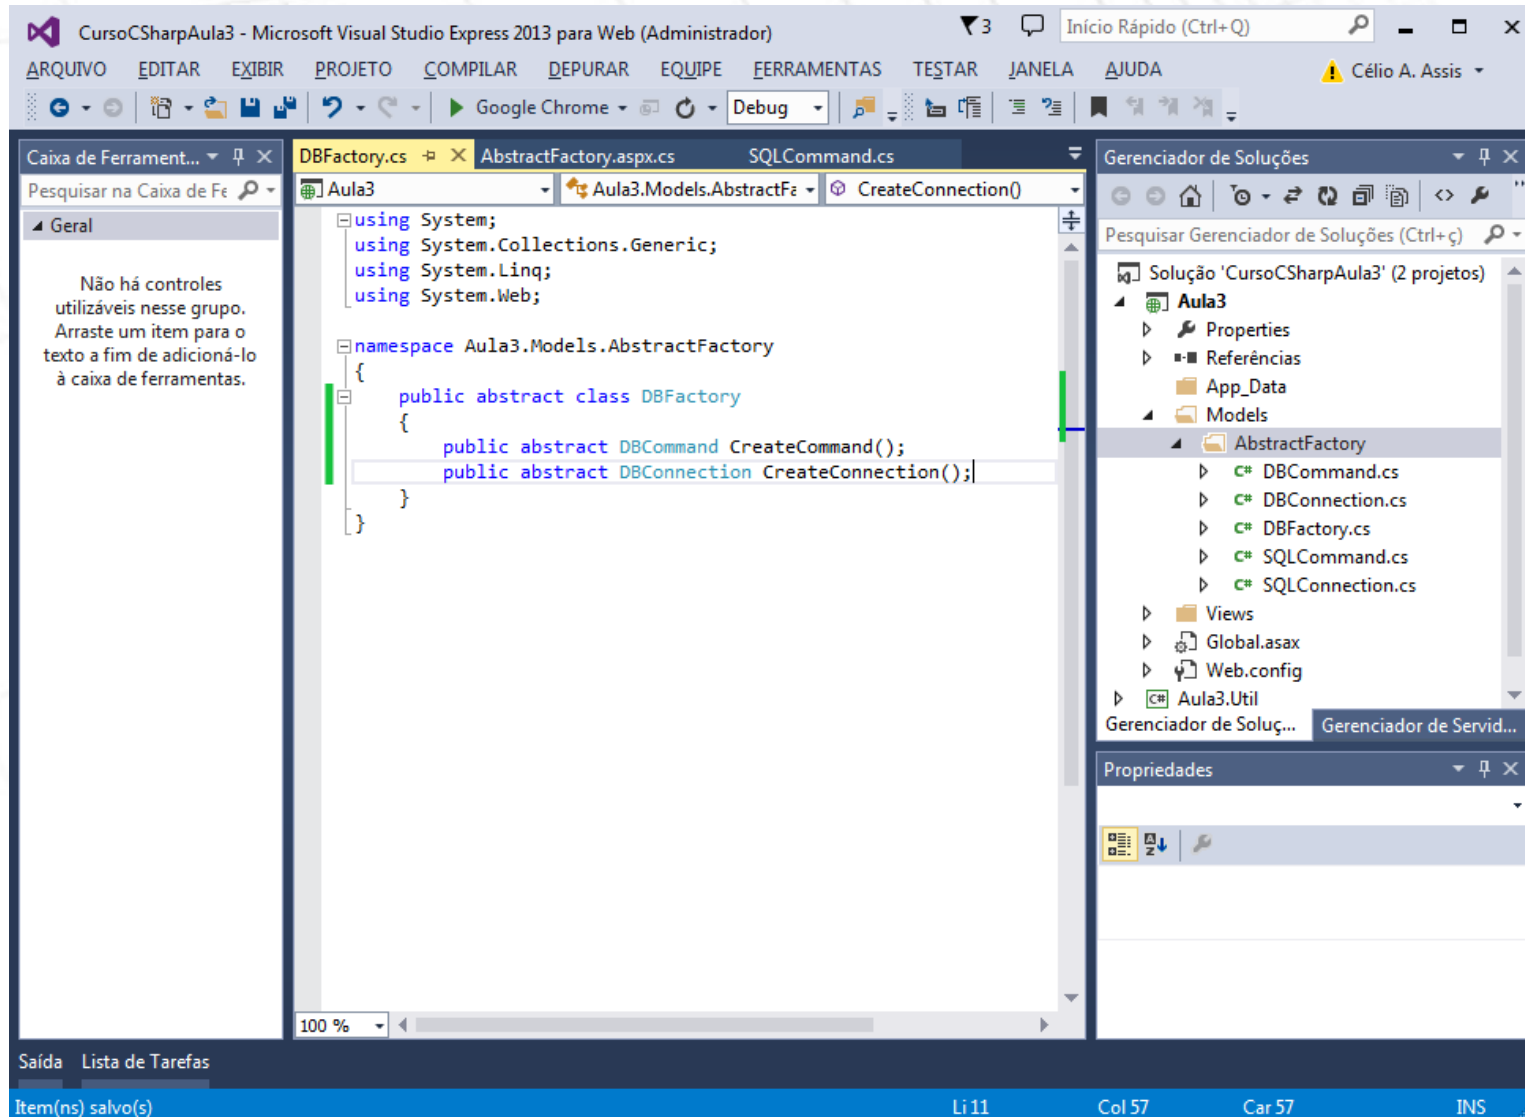 CursoCSharpAula3 - Microsoft Visual Studio Express 2013 para Web (Administrador)
3
Início Rápido (Ctrl+Q)
ARQUIVO EDITAR EXIBIR PROJETO COMPILAR DEPURAR EQUIPE FERRAMENTAS TESTAR JANELA AJUDA
Célio A. Assis
Google Chrome
Debug
Caixa de Ferrament...
Pesquisar na Caixa de Fe
Geral
Não há controles
utilizáveis nesse grupo.
Arraste um item para o
texto a fim de adicioná-lo
à caixa de ferramentas.
DBFactory.cs AbstractFactory.aspx.cs SQLCommand.cs
Aula3 Aula3.Models.AbstractFa CreateConnection()
using System;
using System.Collections.Generic;
using System.Linq;
using System.Web;
namespace Aula3.Models.AbstractFactory
{
public abstract class DBFactory
{
public abstract DBCommand CreateCommand();
public abstract DBConnection CreateConnection();
}
}
100 %
Gerenciador de Soluções
Pesquisar Gerenciador de Soluções (Ctrl+ç)
Solução 'CursoCSharpAula3' (2 projetos)
Aula3
Properties
Referências
App_Data
Models
AbstractFactory
C# DBCommand.cs
C# DBConnection.cs
C# DBFactory.cs
C# SQLCommand.cs
C# SQLConnection.cs
Views
Global.asax
Web.config
C# Aula3.Util
Gerenciador de Soluç... Gerenciador de Servid...
Propriedades
Saída Lista de Tarefas
Item(ns) salvo(s) Li 11 Col 57 Car 57 INS